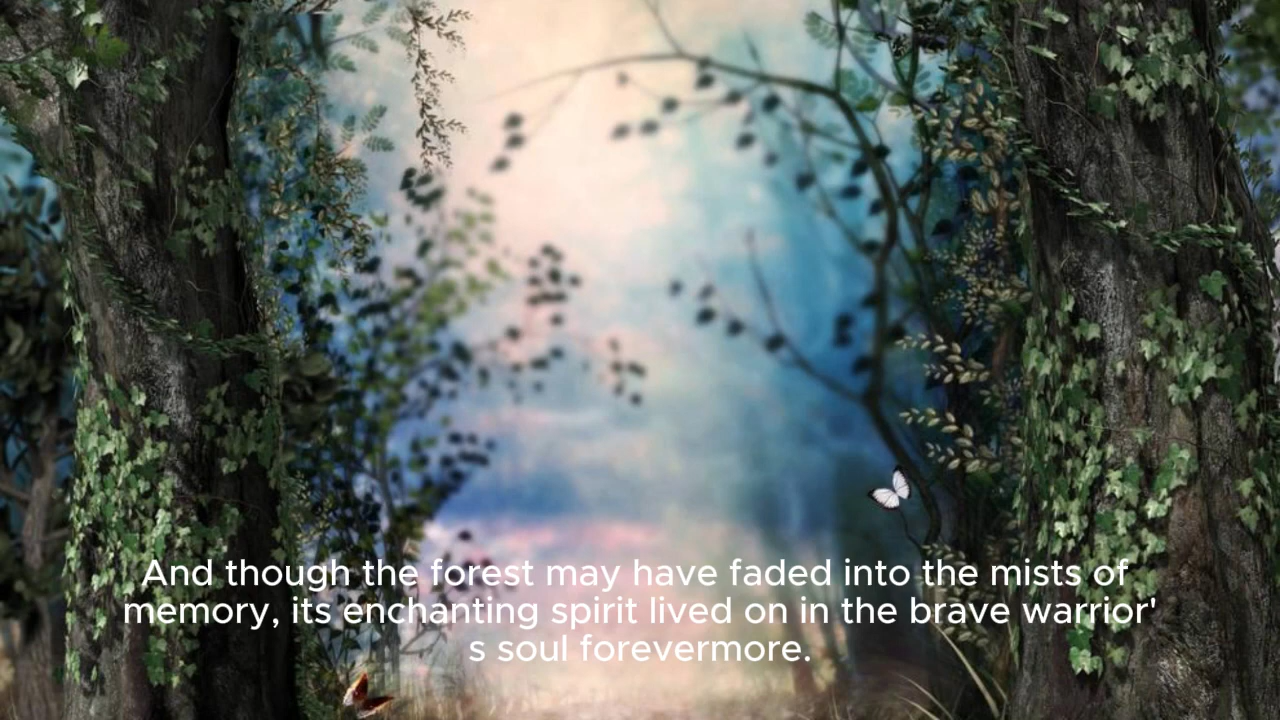 And though the forest may have faded into the mists of
memory, its enchanting spirit lived on in the brave warrior'
s soul forevermore.